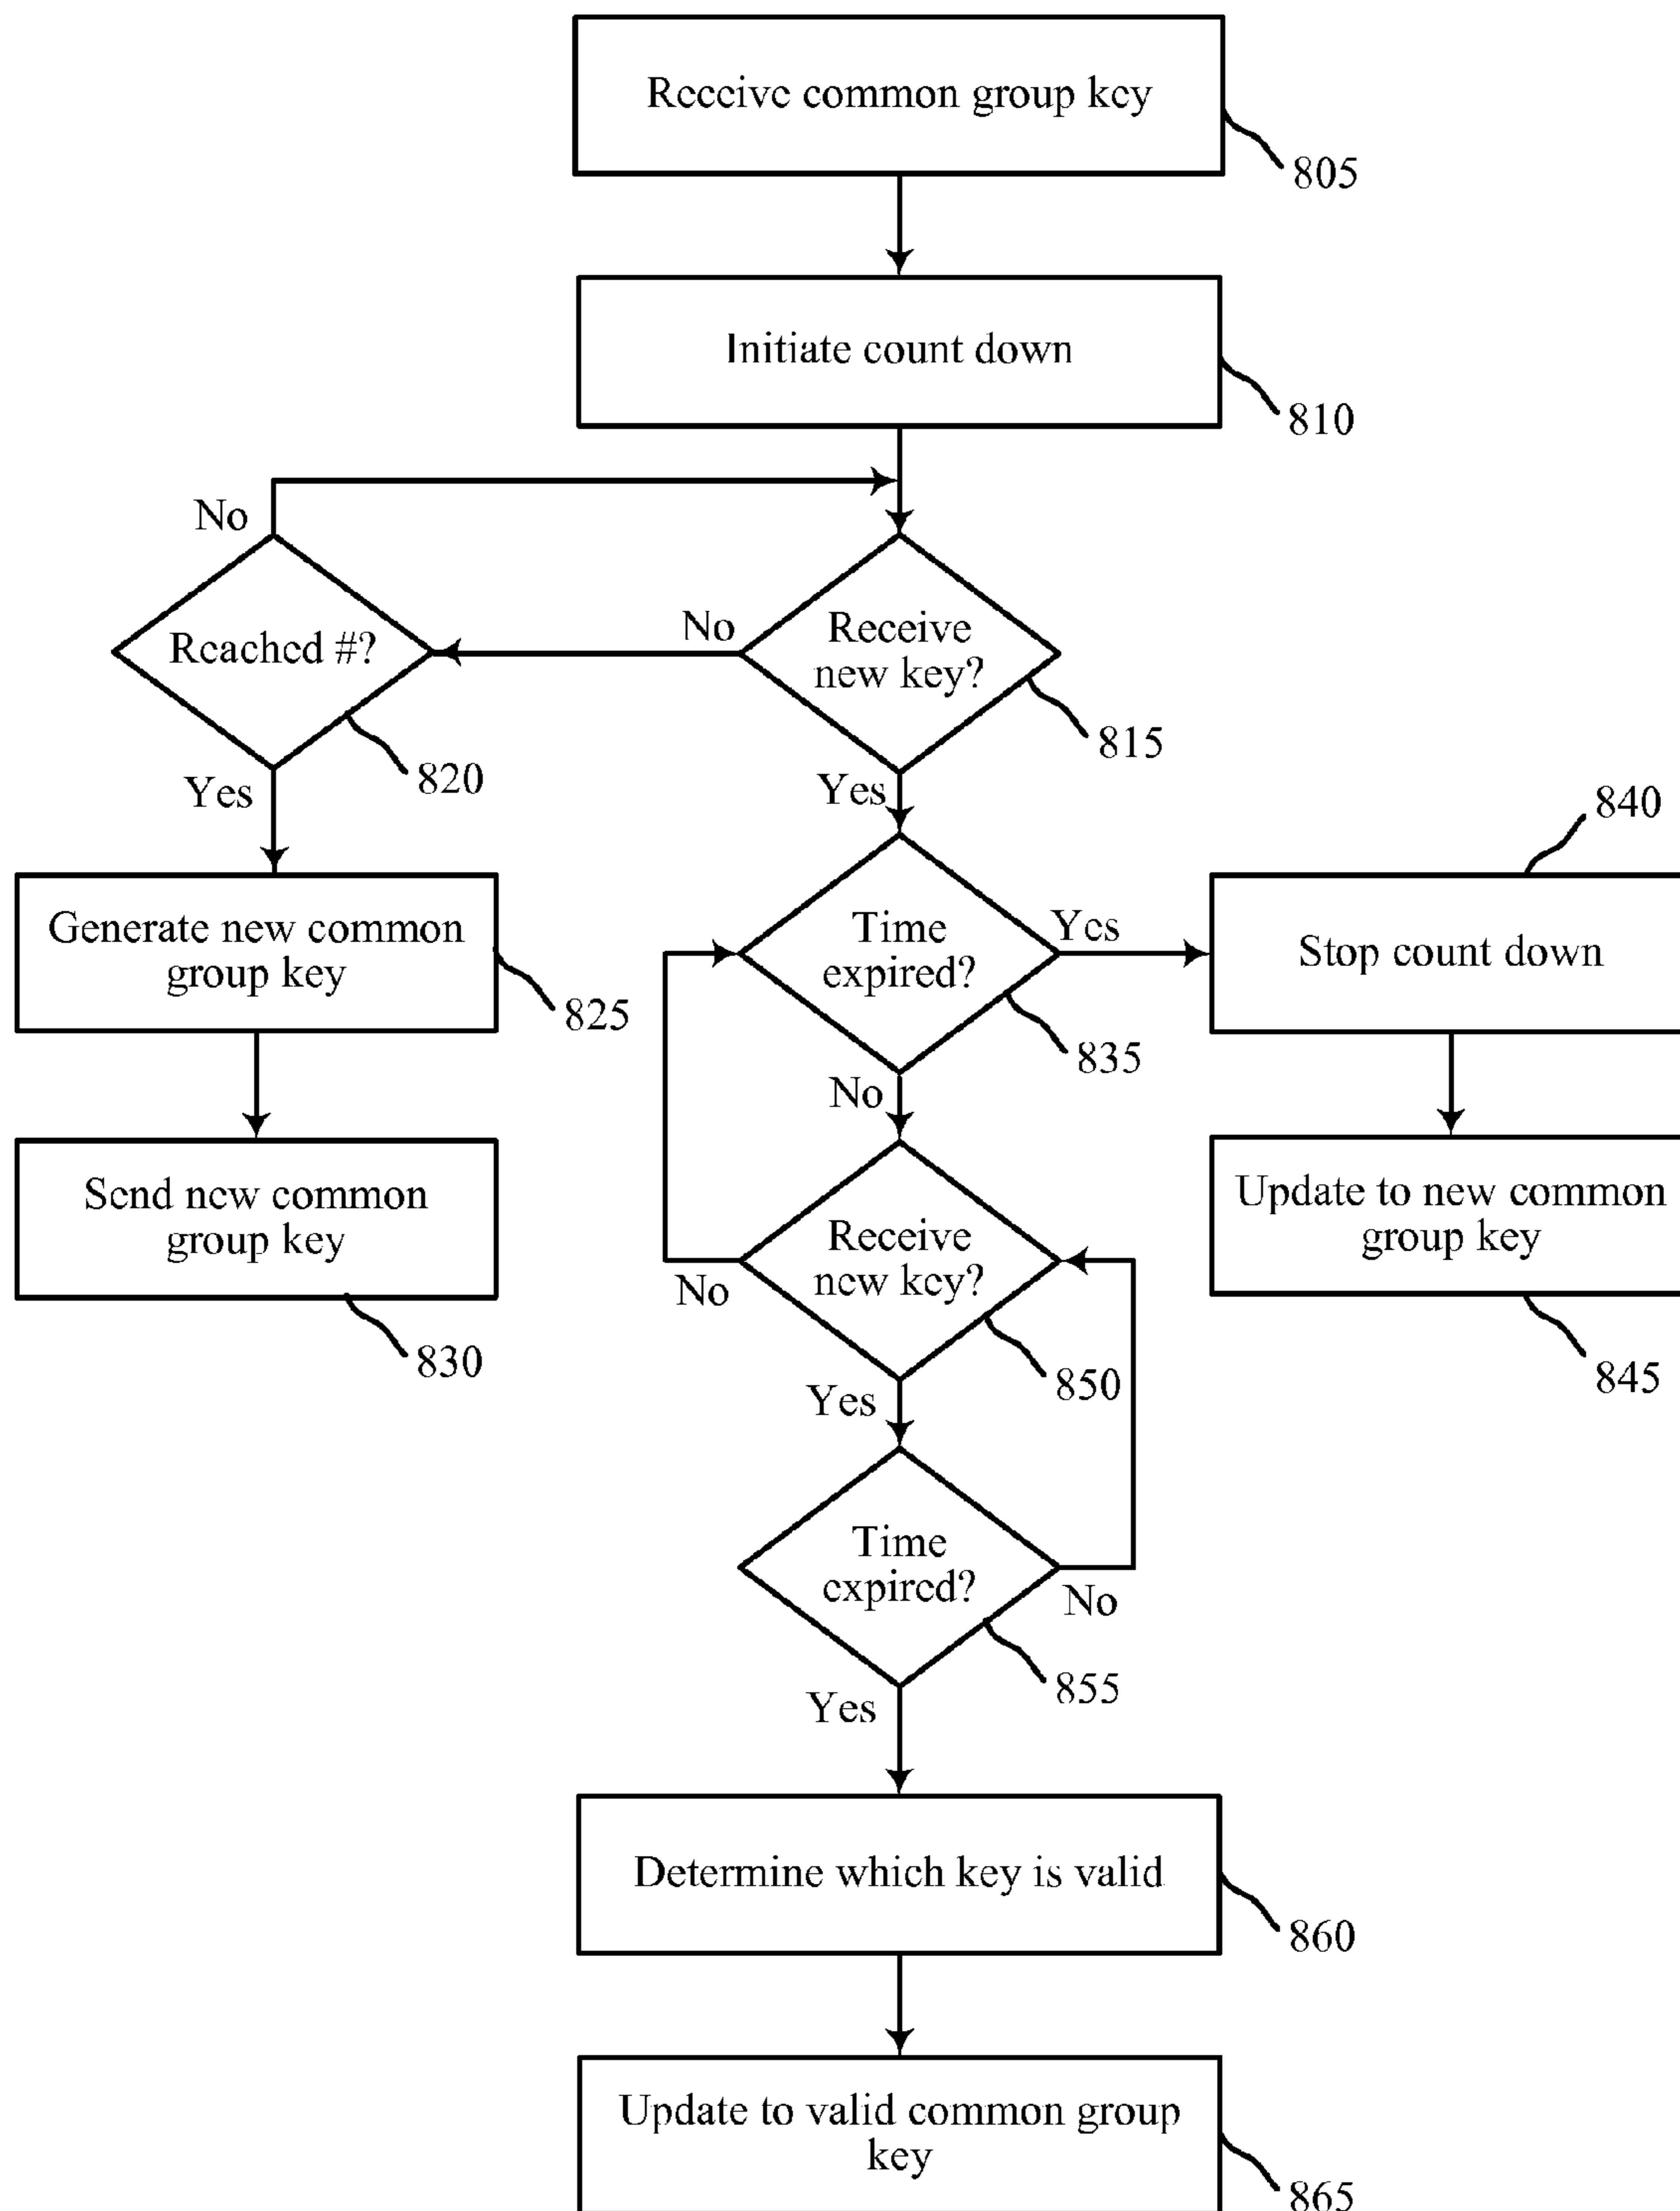 Receive common group key
805
Initiate count down
810
No
Reached #?
No
Receive
new key?
815
820
Yes
Yes
840
Generate new common
group key
825
Time
expired?
Yes
835
Stop count down
No
Send new common
group key
830
Receive
new key?
No
850
Update to new common
group key
845
Yes
Time
expired?
No
855
Yes
Determine which key is valid
860
Update to valid common group
key
865